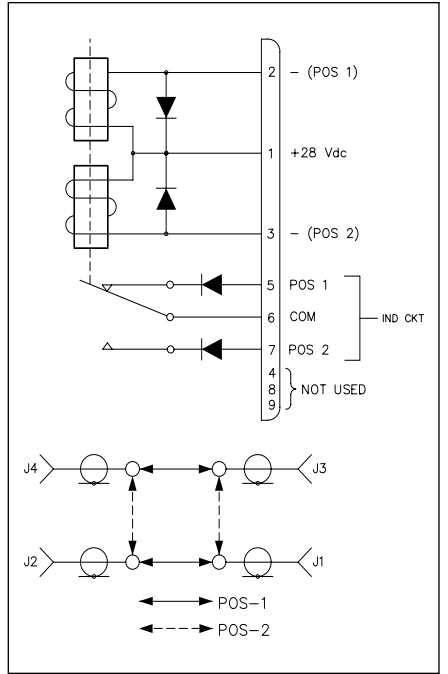 2 - (POS 1)
1 +28 Vdc
3 - (POS 2)
5 POS 1
6 COM
IND CKT
7 POS 2
4
8 NOT USED
9
J4 J3
J2 J1
POS-1
POS-2